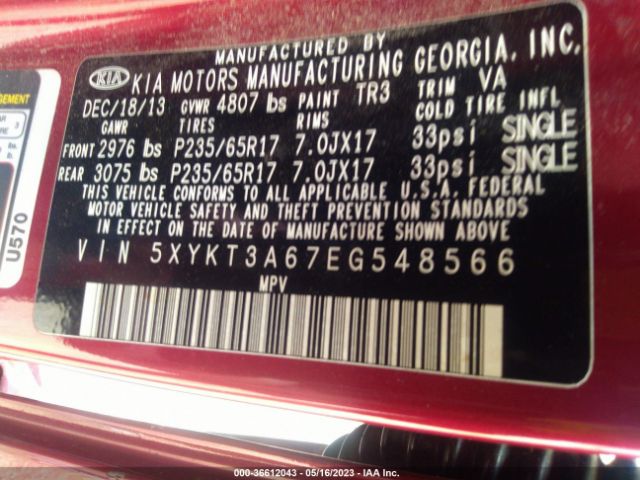 MANUFACTURED BY
KIA KIA MOTORS MANUFACTURING GEORGIA, INC.
DEC/18/13 GVWR 4807 lbs PAINT TR3 TRIM VA
GAWR TIRES RIMS COLD TIRE INFL
FRONT 2976 lbs P235/65R17 7.0JX17 33psi SINGLE
REAR 3075 lbs P235/65R17 7.0JX17 33psi SINGLE
THIS VEHICLE CONFORMS TO ALL APPLICABLE U.S.A. FEDERAL
MOTOR VEHICLE SAFETY AND THEFT PREVENTION STANDARDS
IN EFFECT ON THE DATE OF MANUFACTURE SHOWN ABOVE
VIN 5XYKT3A67EG548566
MPV
U570
000-36612043 - 05/16/2023 - IAA Inc.